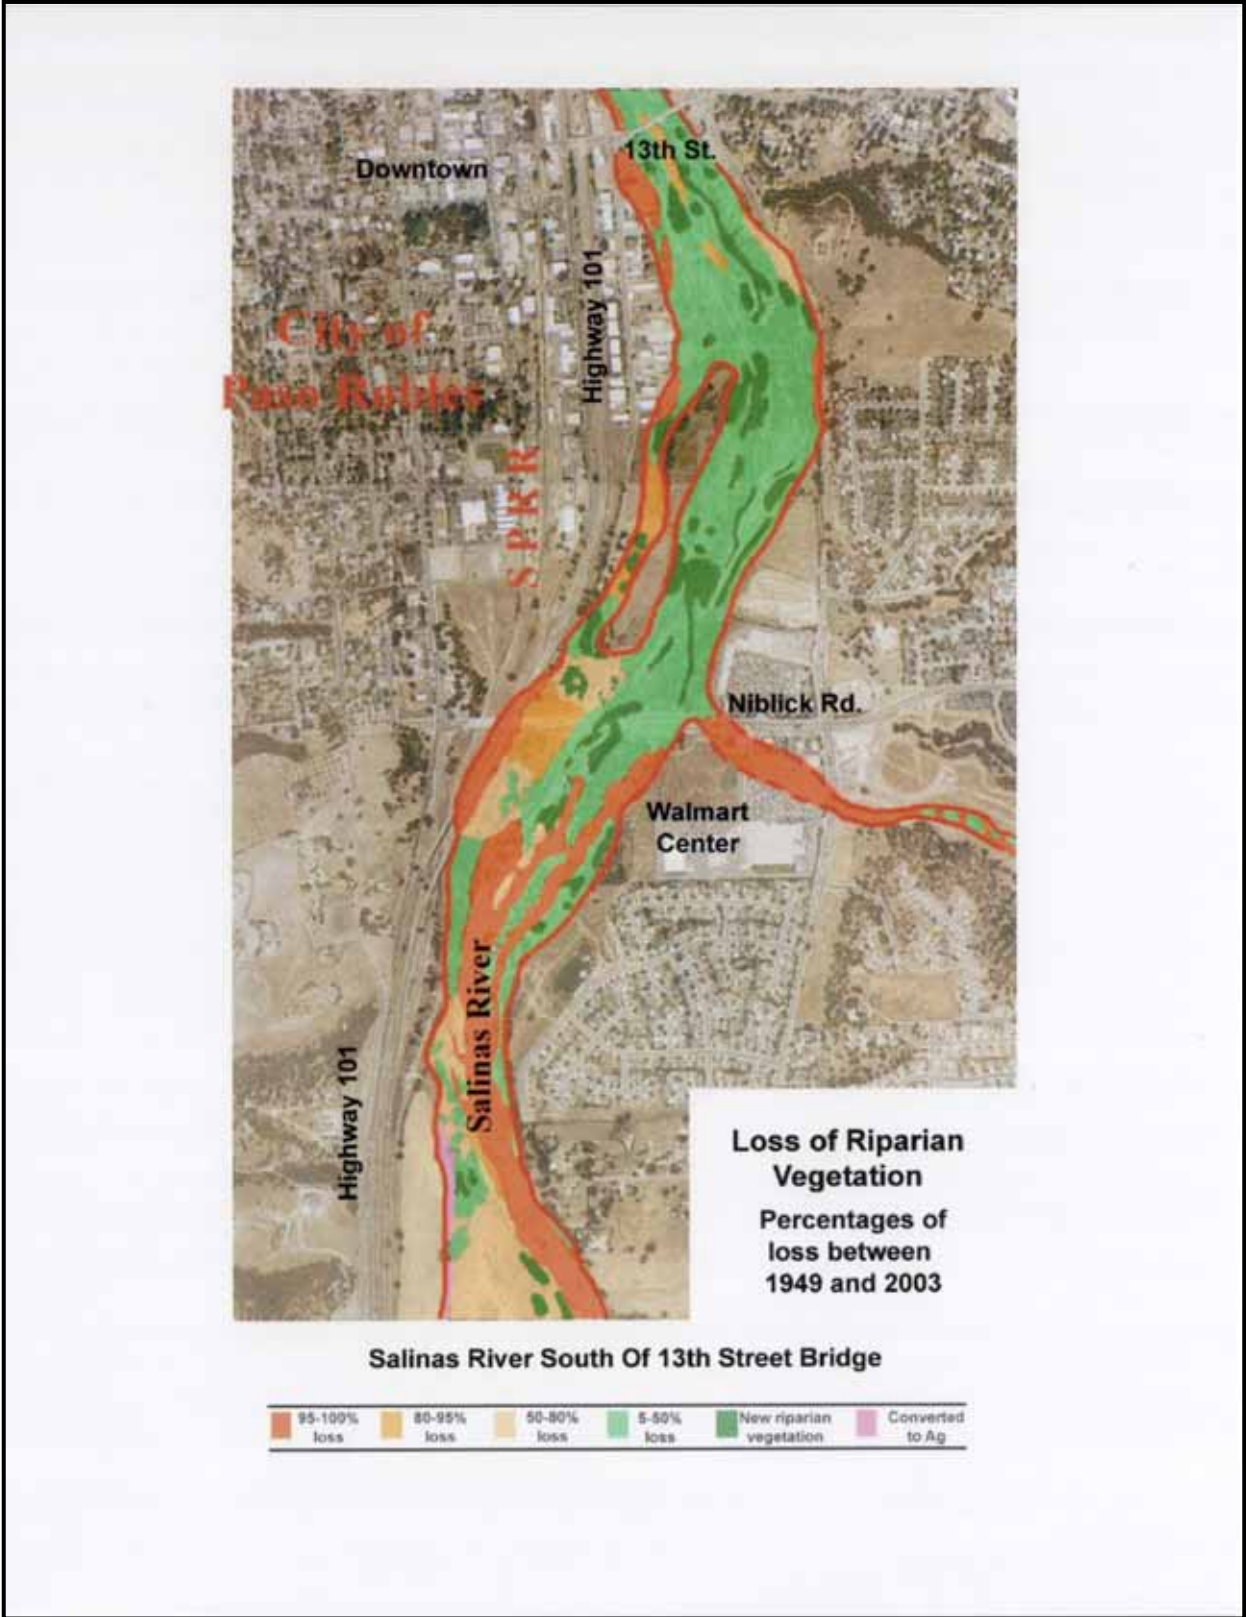 13th St.
Downtown
Highway 101
City of
Paso Robles
S P R R
Niblick Rd.
Walmart
Center
Salinas River
Highway 101
Loss of Riparian
Vegetation
Percentages of
loss between
1949 and 2003
Salinas River South Of 13th Street Bridge
95-100%
loss
80-95%
loss
50-80%
loss
5-50%
loss
New riparian
vegetation
Converted
to Ag